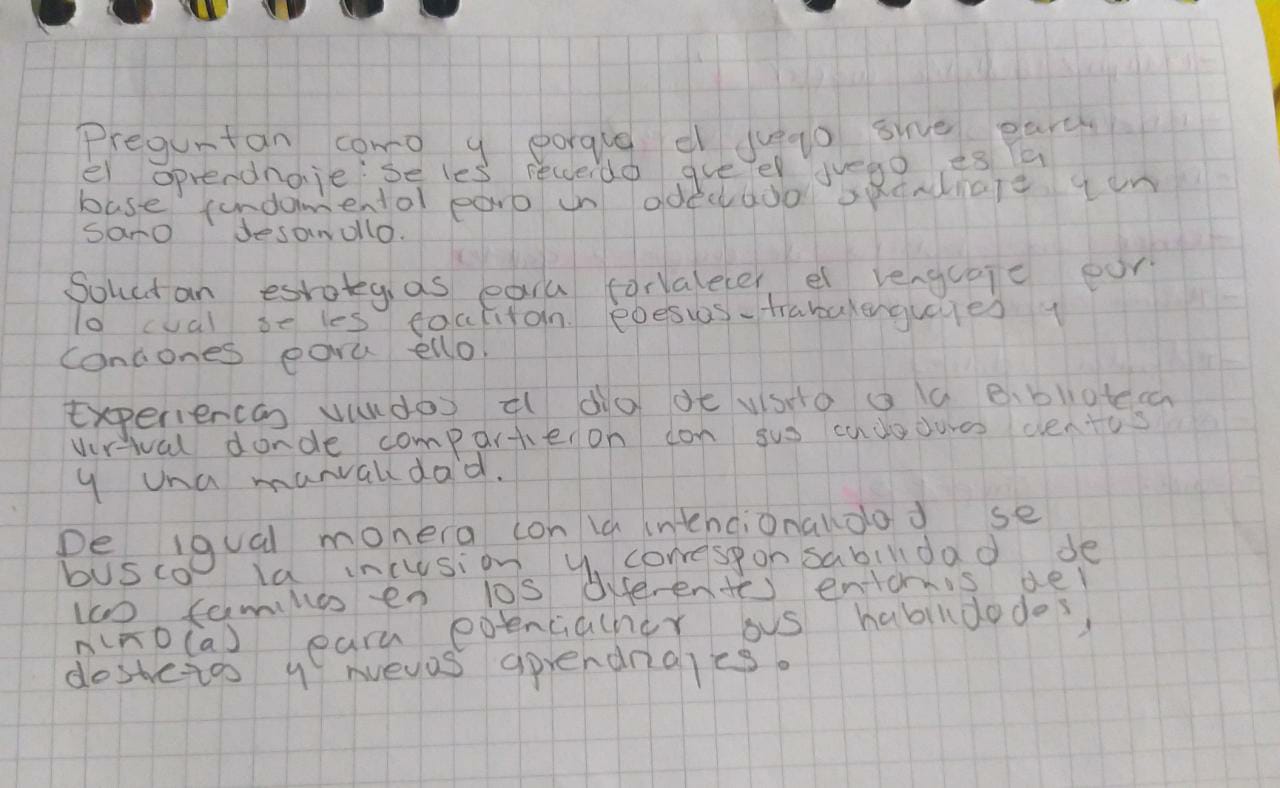 Preguntan como y porque el juego sirve para
el aprendizaje: se les recuerda que el juego es la
base fundamental para un adecuado aprendizaje y un
sano desarrollo.
Solicitan estrategias para fortalecer el lenguaje por
lo cual se les facilitan poesias-trabalenguajes y
canciones para ello.
Experiencias vividas el dia de visita a la Biblioteca
virtual donde compartieron con sus cuidadores cuentos
y una manualidad.
De igual manera con la intencionalidad se
busco la inclusion y corresponsabilidad de
las familias en los diferentes entornos del
niño(a) para potencializar sus habilidades,
destrezas y nuevos aprendizajes.